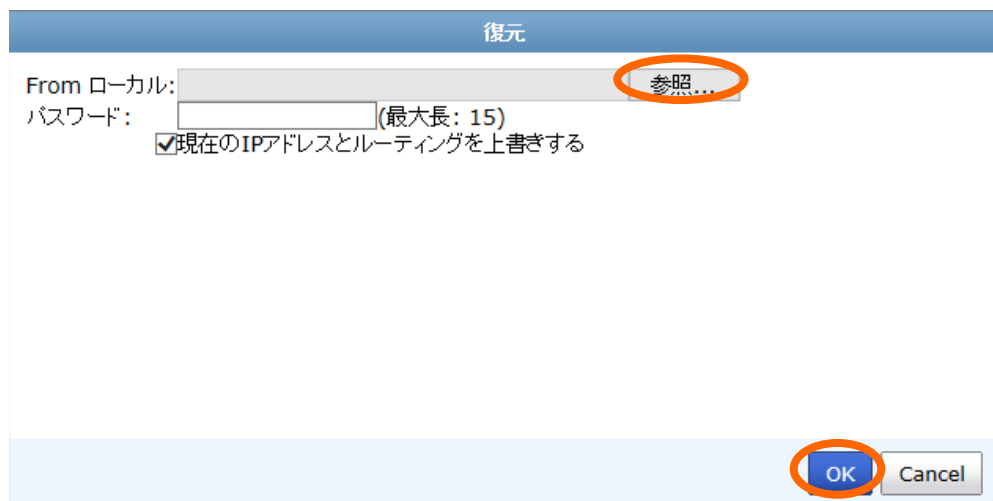 復元
From ローカル: 参照...
パスワード: (最大長: 15)
現在のIPアドレスとルーティングを上書きする
OK Cancel